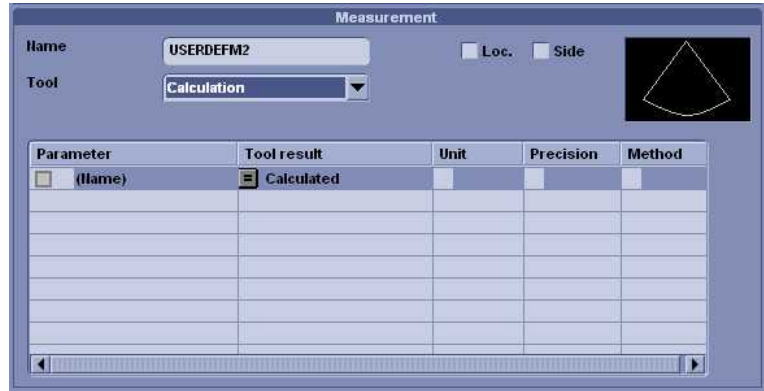 Measurement
Name USERDEFM2 Loc. Side
Tool Calculation
Parameter Tool result Unit Precision Method
(Name) = Calculated